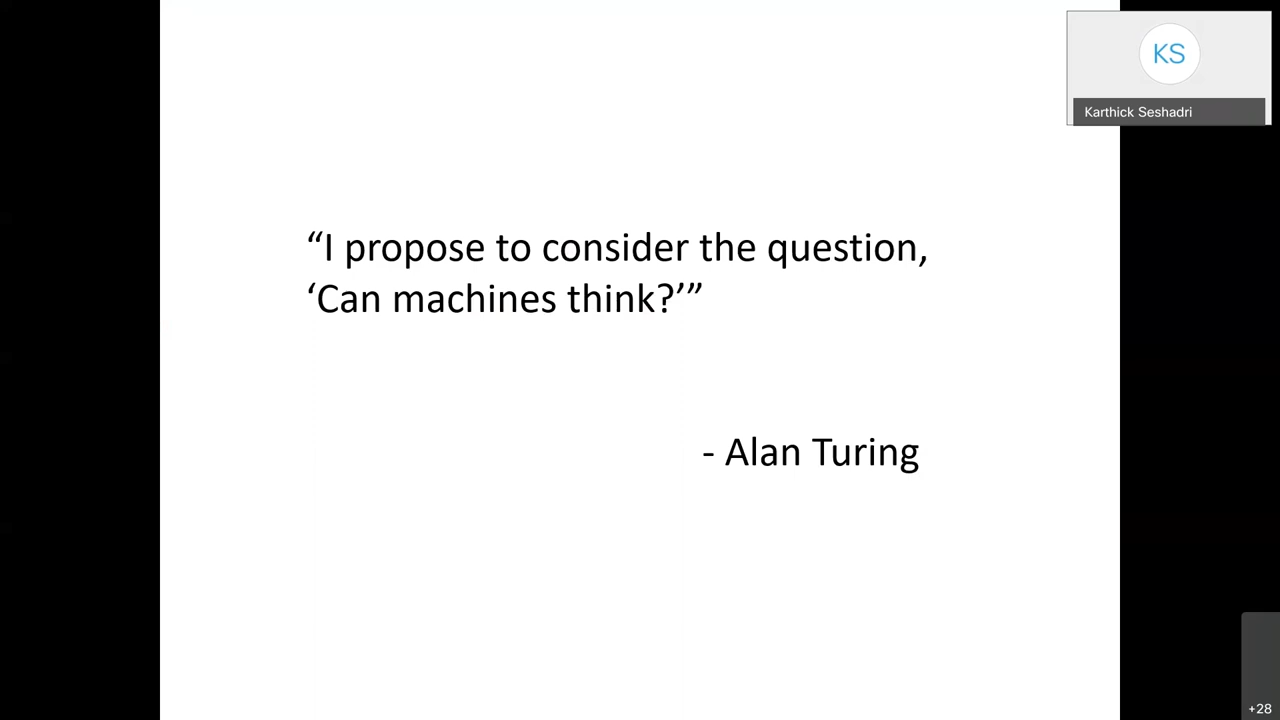 KS
Karthick Seshadri
“I propose to consider the question,
‘Can machines think?’”
- Alan Turing
+28